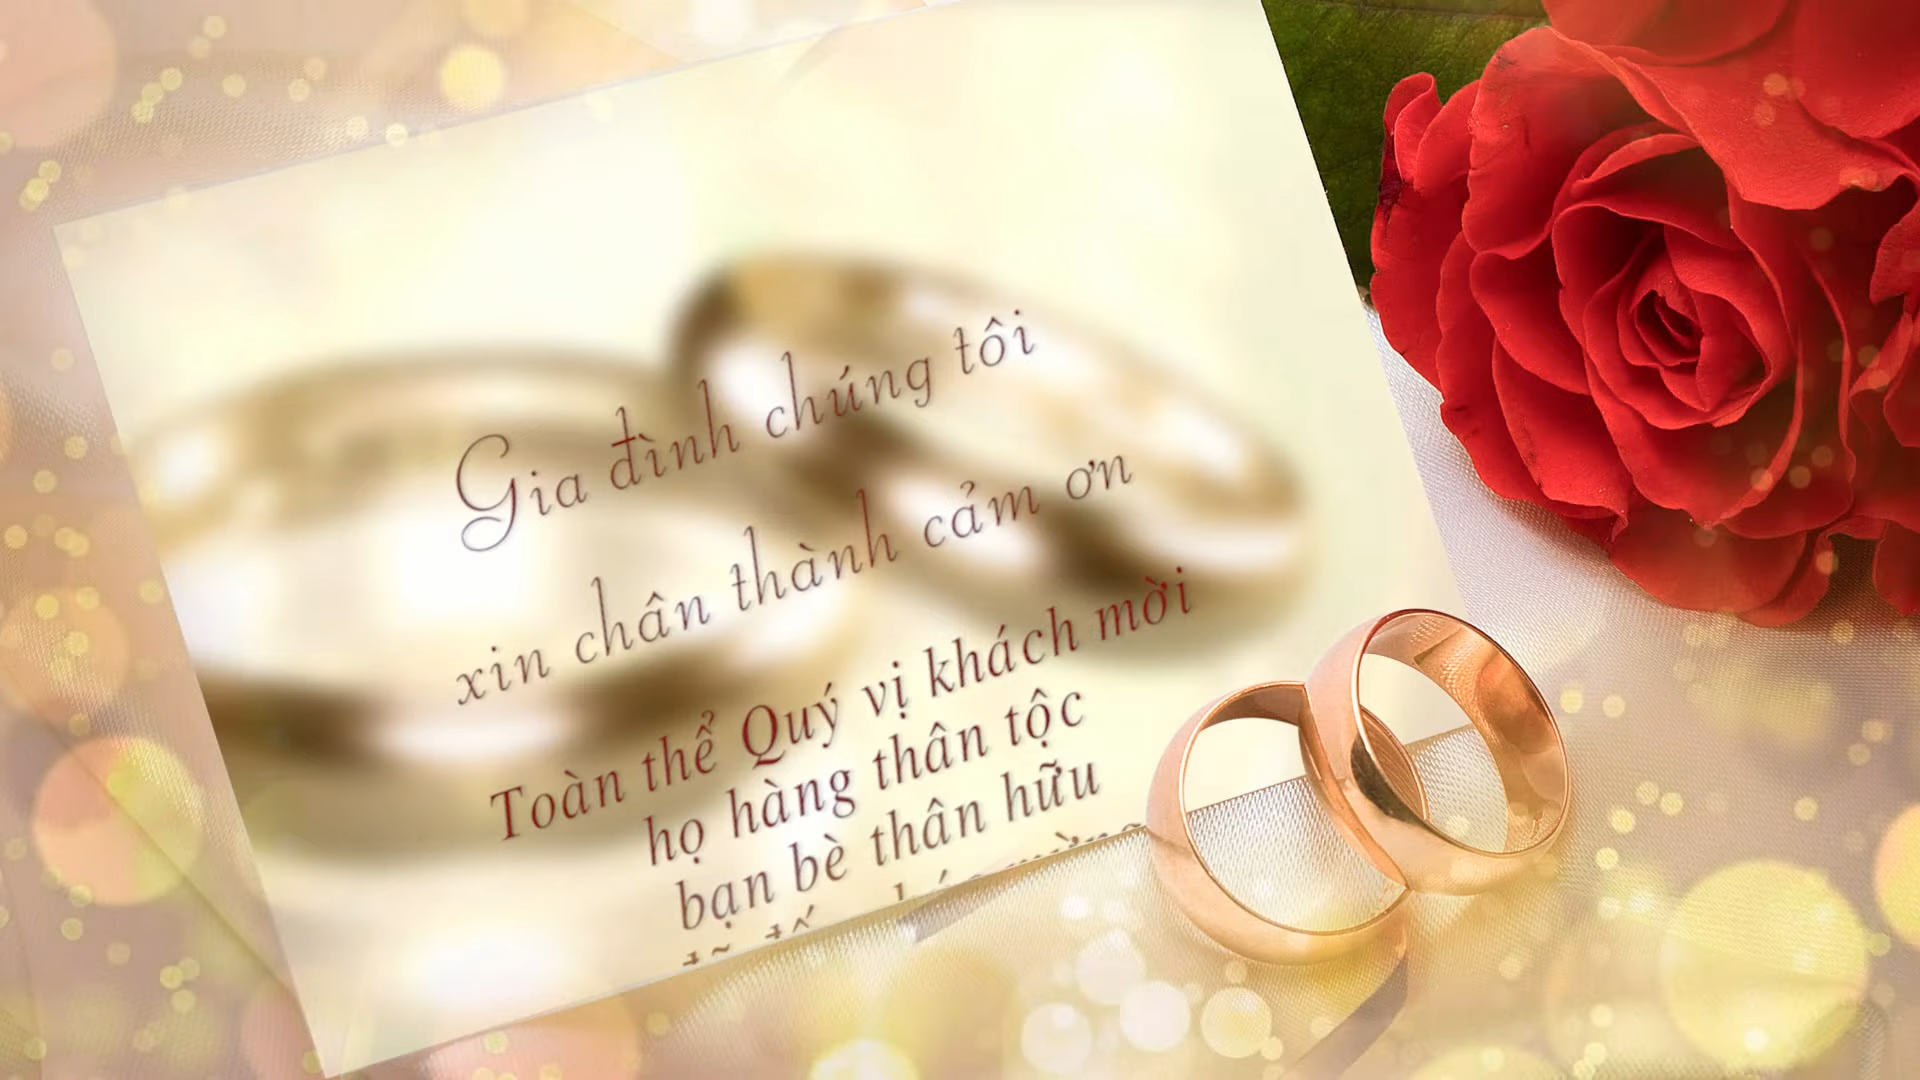 Gia đình chúng tôi
xin chân thành cảm ơn
Toàn thể Quý vị khách mời
họ hàng thân tộc
bạn bè thân hữu